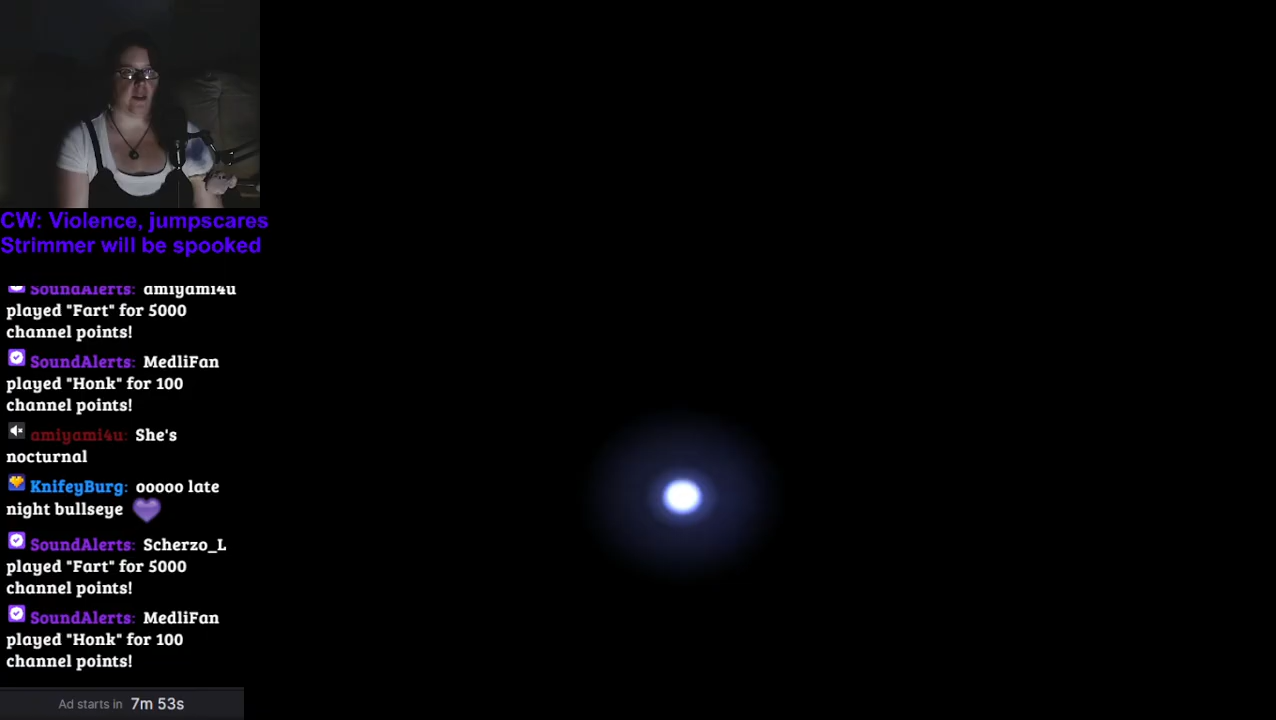 CW: Violence, jumpscares
Strimmer will be spooked
SoundAlerts: amiyami4u
played "Fart" for 5000
channel points!
SoundAlerts: MedliFan
played "Honk" for 100
channel points!
amiyami4u: She's
nocturnal
KnifeyBurg: ooooo late
night bullseye
SoundAlerts: Scherzo_L
played "Fart" for 5000
channel points!
SoundAlerts: MedliFan
played "Honk" for 100
channel points!
Ad starts in 7m 53s